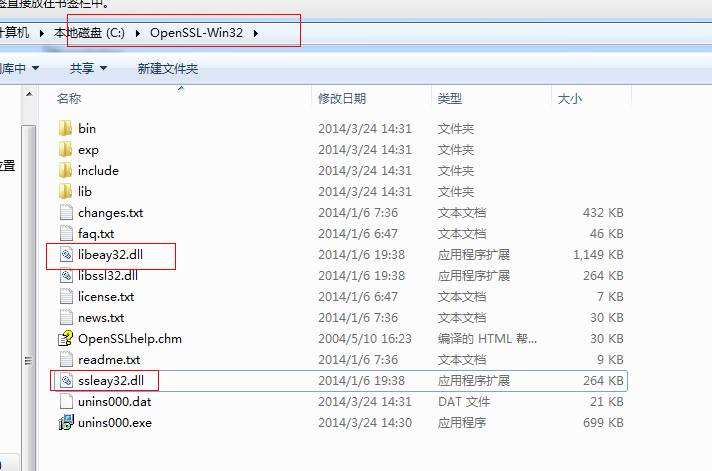 签直接放在书签栏中。
计算机 ▸ 本地磁盘 (C:) ▸ OpenSSL-Win32 ▸
库中 ▾ 共享 ▾ 新建文件夹
名称 修改日期 类型 大小
bin 2014/3/24 14:31 文件夹
exp 2014/3/24 14:31 文件夹
include 2014/3/24 14:31 文件夹
位置
lib 2014/3/24 14:31 文件夹
changes.txt 2014/1/6 7:36 文本文档 432 KB
faq.txt 2014/1/6 6:47 文本文档 46 KB
libeay32.dll 2014/1/6 19:38 应用程序扩展 1,149 KB
libssl32.dll 2014/1/6 19:38 应用程序扩展 264 KB
license.txt 2014/1/6 6:47 文本文档 7 KB
news.txt 2014/1/6 7:36 文本文档 30 KB
OpenSSLhelp.chm 2004/5/10 16:23 编译的 HTML 帮... 30 KB
readme.txt 2014/1/6 7:36 文本文档 9 KB
ssleay32.dll 2014/1/6 19:38 应用程序扩展 264 KB
unins000.dat 2014/3/24 14:31 DAT 文件 21 KB
unins000.exe 2014/3/24 14:30 应用程序 699 KB